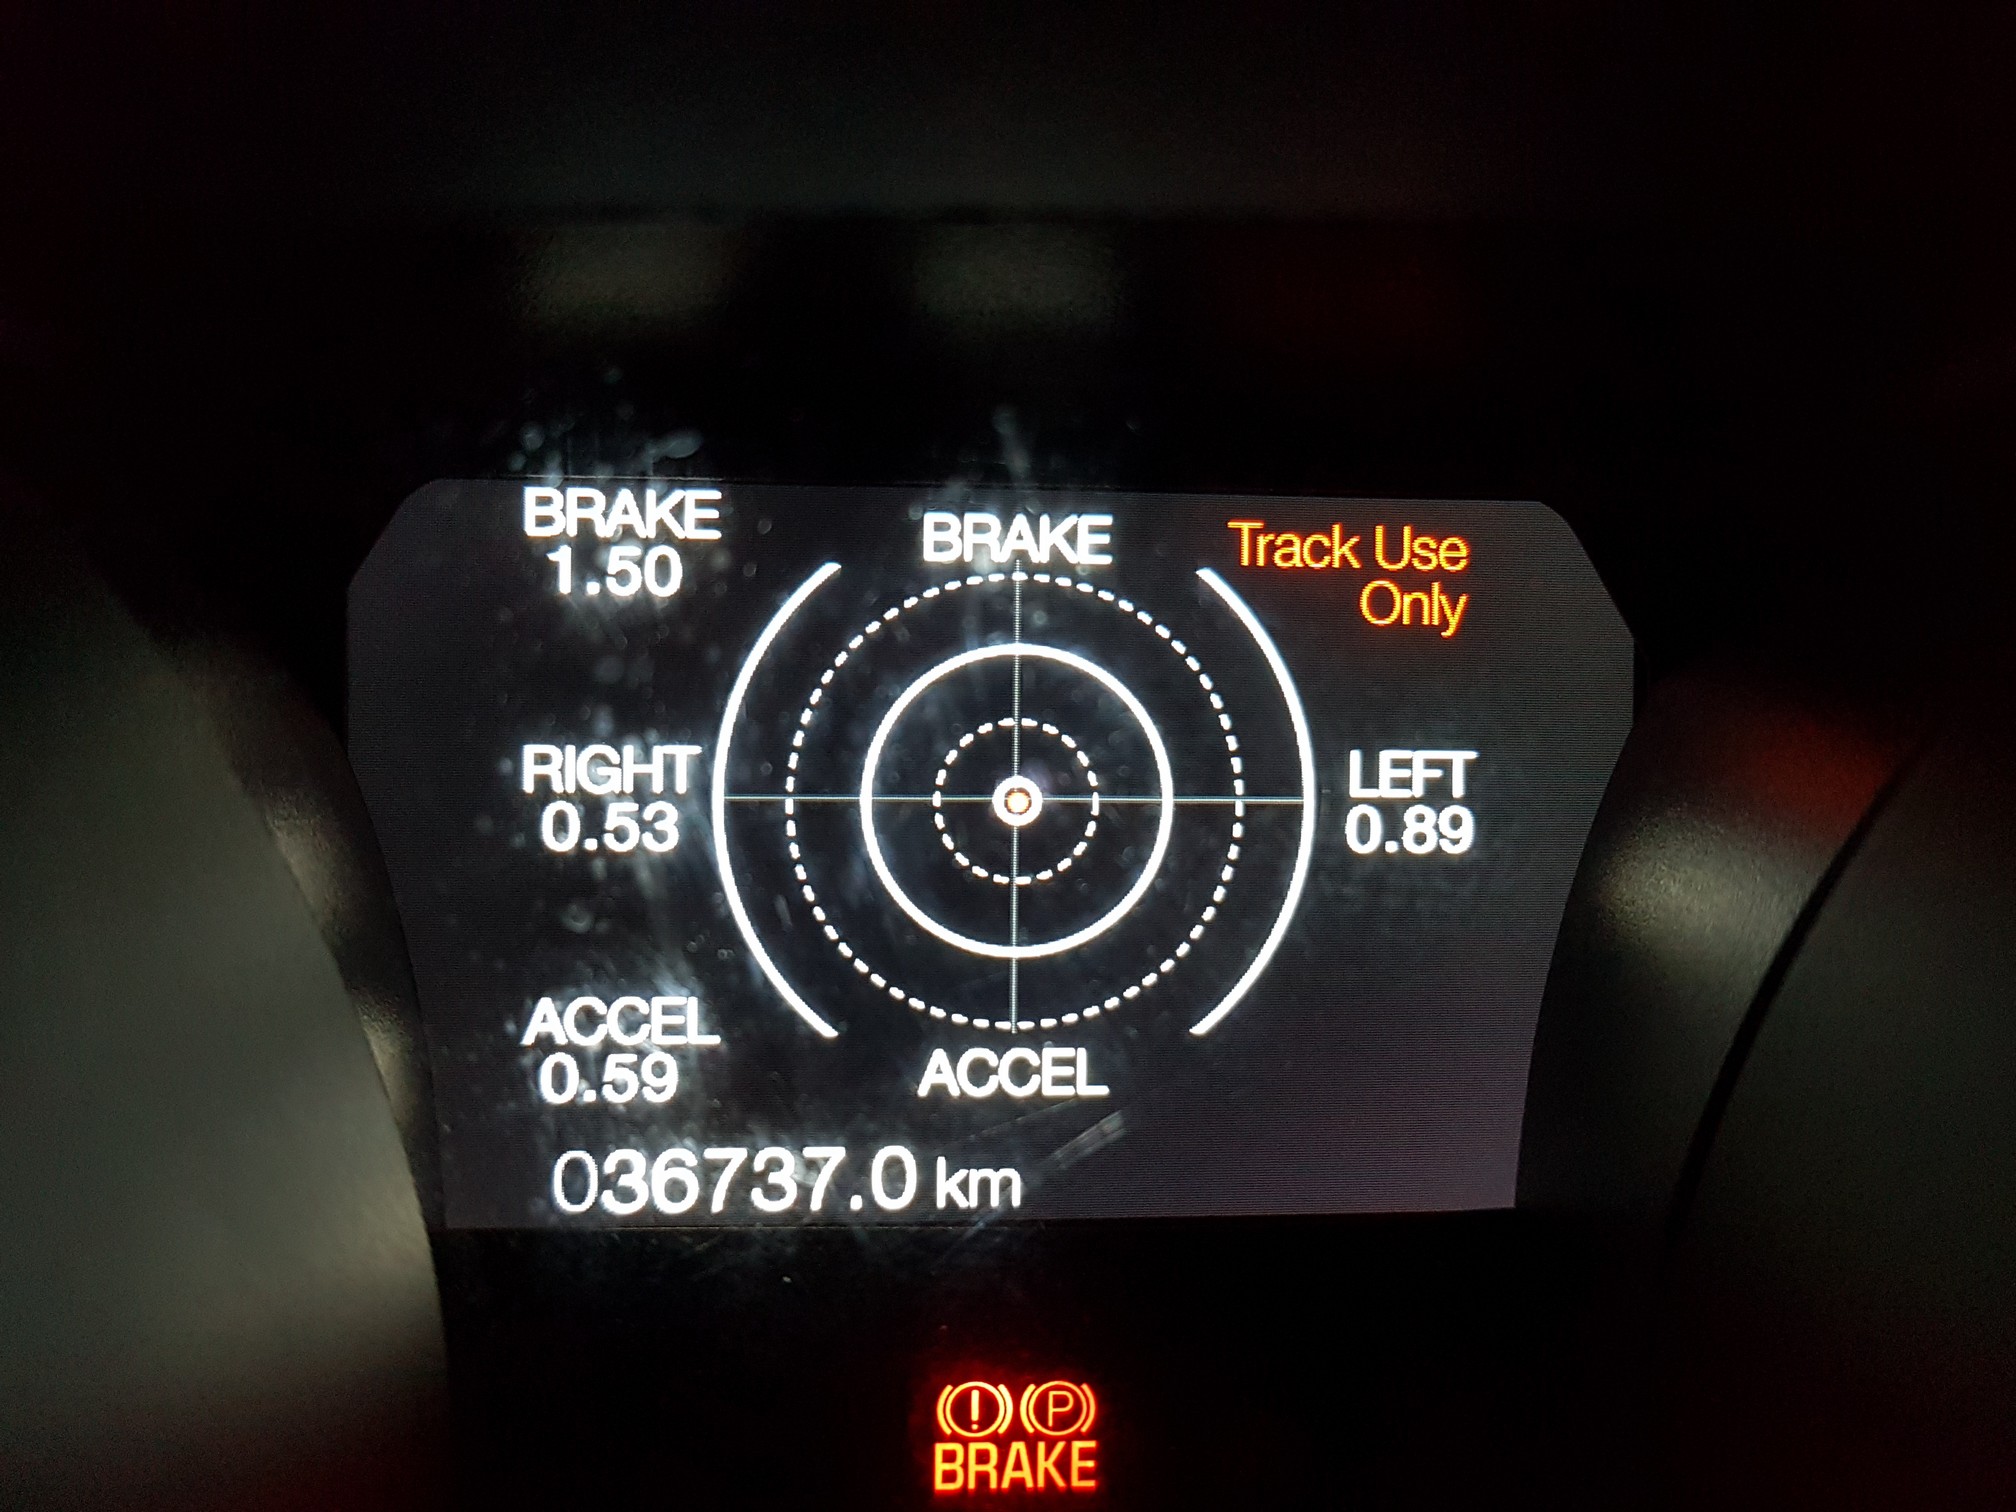 BRAKE
1.50
BRAKE
Track Use
Only
RIGHT
0.53
LEFT
0.89
ACCEL
0.59
ACCEL
036737.0 km
(!) (P)
BRAKE